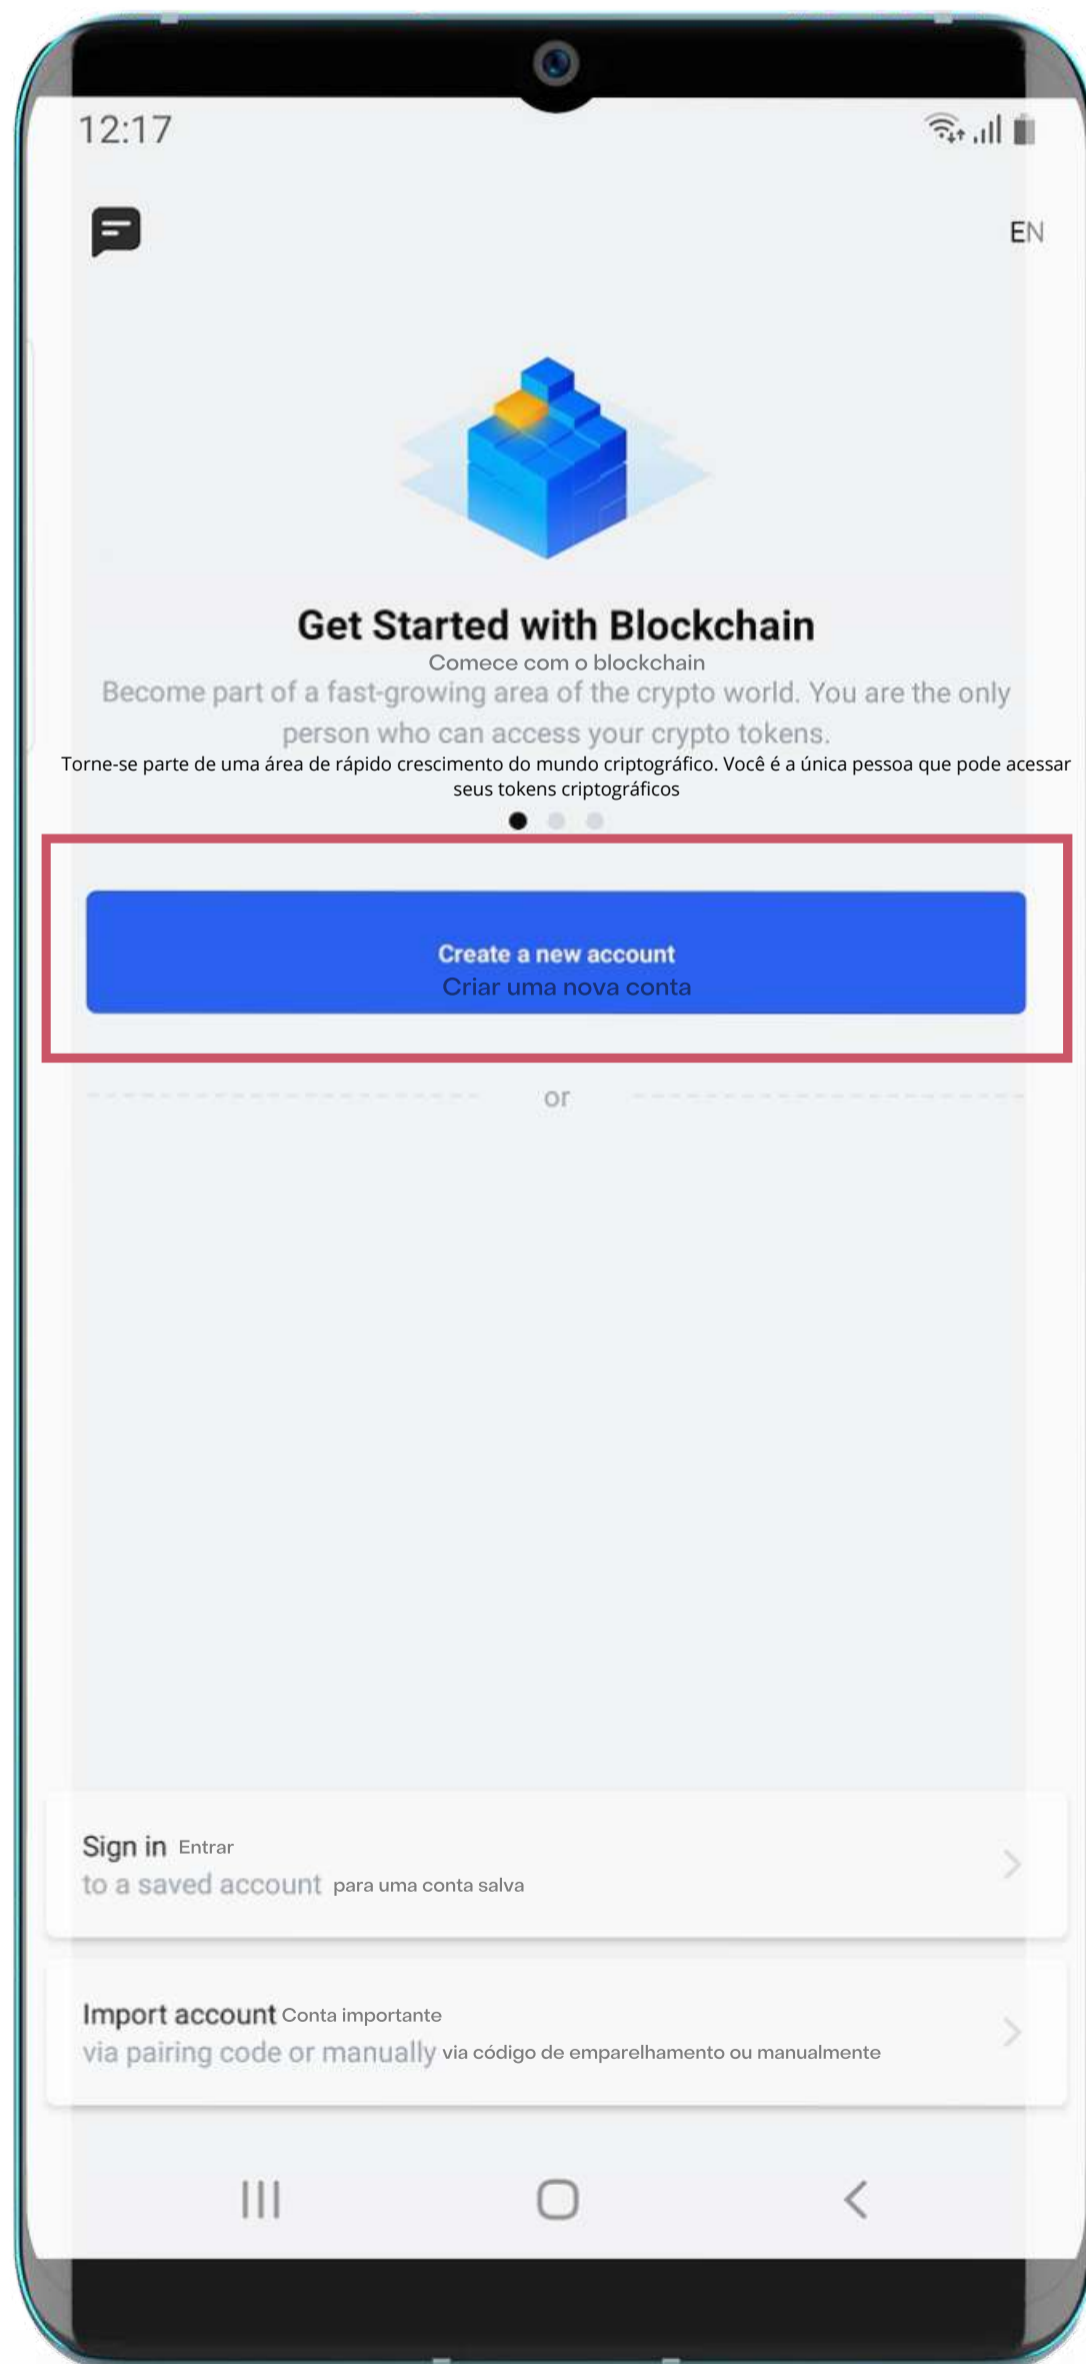 12:17
EN
Get Started with Blockchain
Comece com o blockchain
Become part of a fast-growing area of the crypto world. You are the only
person who can access your crypto tokens.
Torne-se parte de uma área de rápido crescimento do mundo criptográfico. Você é a única pessoa que pode acessar
seus tokens criptográficos
Create a new account
Criar uma nova conta
or
Sign in Entrar
to a saved account para uma conta salva
Import account Conta importante
via pairing code or manually via código de emparelhamento ou manualmente